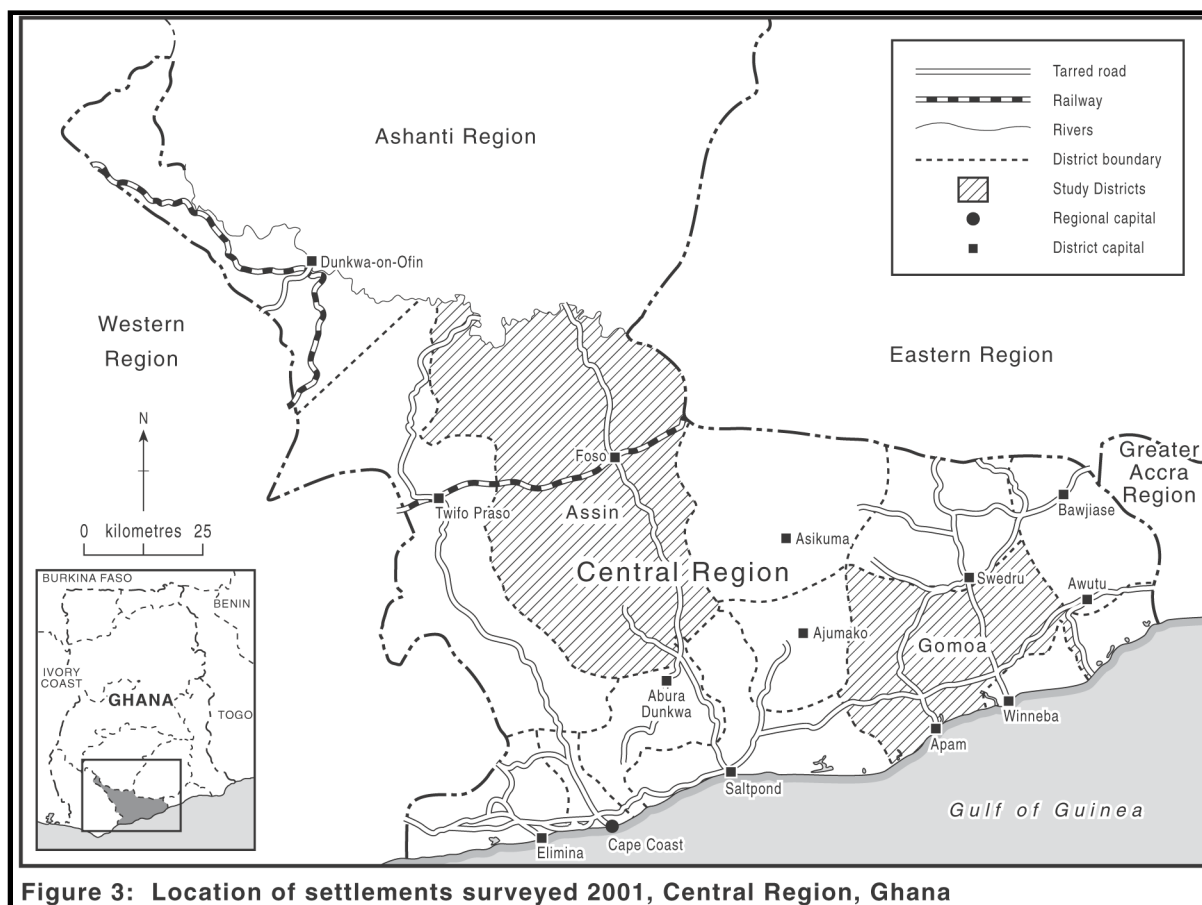 Ashanti Region
Tarred road
Railway
Rivers
District boundary
Study Districts
Regional capital
District capital
Dunkwa-on-Ofin
Western
Region
Eastern Region
N
0 kilometres 25
Greater
Accra
Region
Foso
Twifo Praso
Assin
Bawjiase
Asikuma
Central Region
Swedru
Awutu
Ajumako
Gomoa
Abura
Dunkwa
Winneba
Apam
Saltpond
Gulf of Guinea
Cape Coast
Elimina
BURKINA FASO
BENIN
IVORY
COAST
GHANA
TOGO
Figure 3: Location of settlements surveyed 2001, Central Region, Ghana